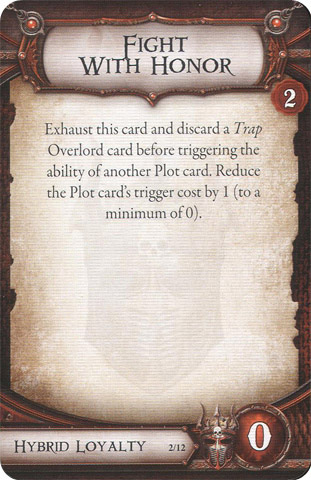 Fight
With Honor
2
Exhaust this card and discard a Trap
Overlord card before triggering the
ability of another Plot card. Reduce
the Plot card's trigger cost by 1 (to a
minimum of 0).
Hybrid Loyalty 2/12
0